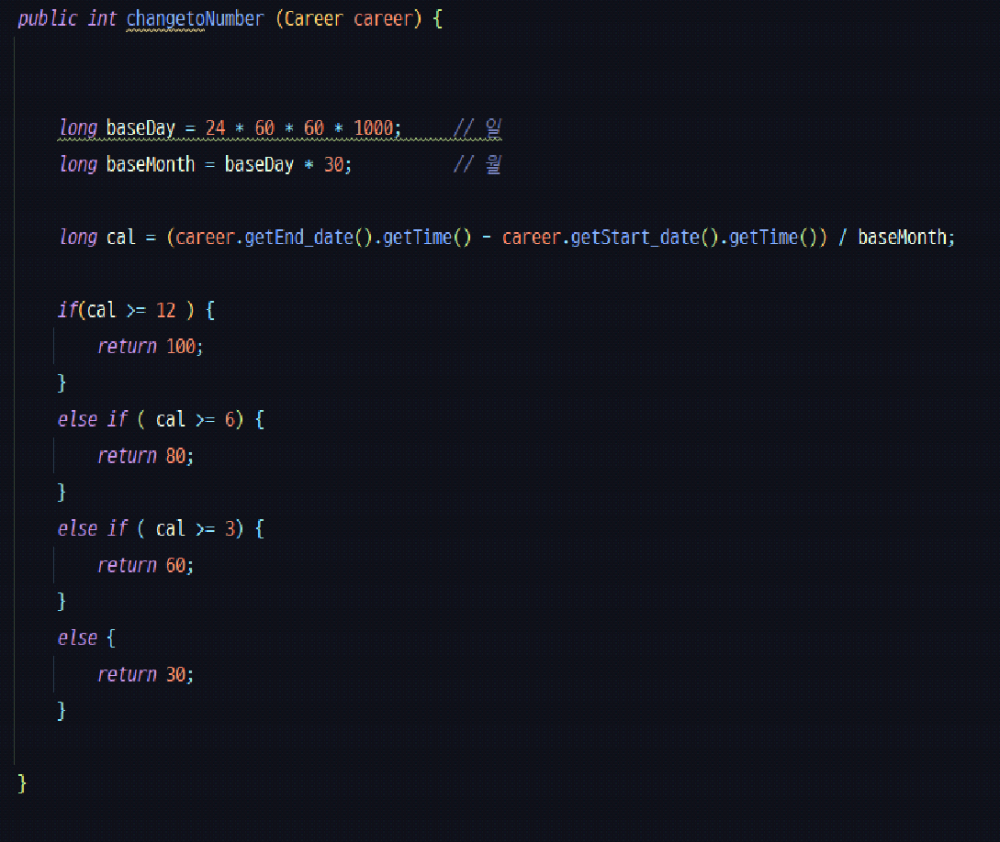 public int changetoNumber (Career career) {
long baseDay = 24 * 60 * 60 * 1000; // 일
long baseMonth = baseDay * 30; // 월
long cal = (career.getEnd_date().getTime() - career.getStart_date().getTime()) / baseMonth;
if(cal >= 12 ) {
return 100;
}
else if ( cal >= 6) {
return 80;
}
else if ( cal >= 3) {
return 60;
}
else {
return 30;
}
}